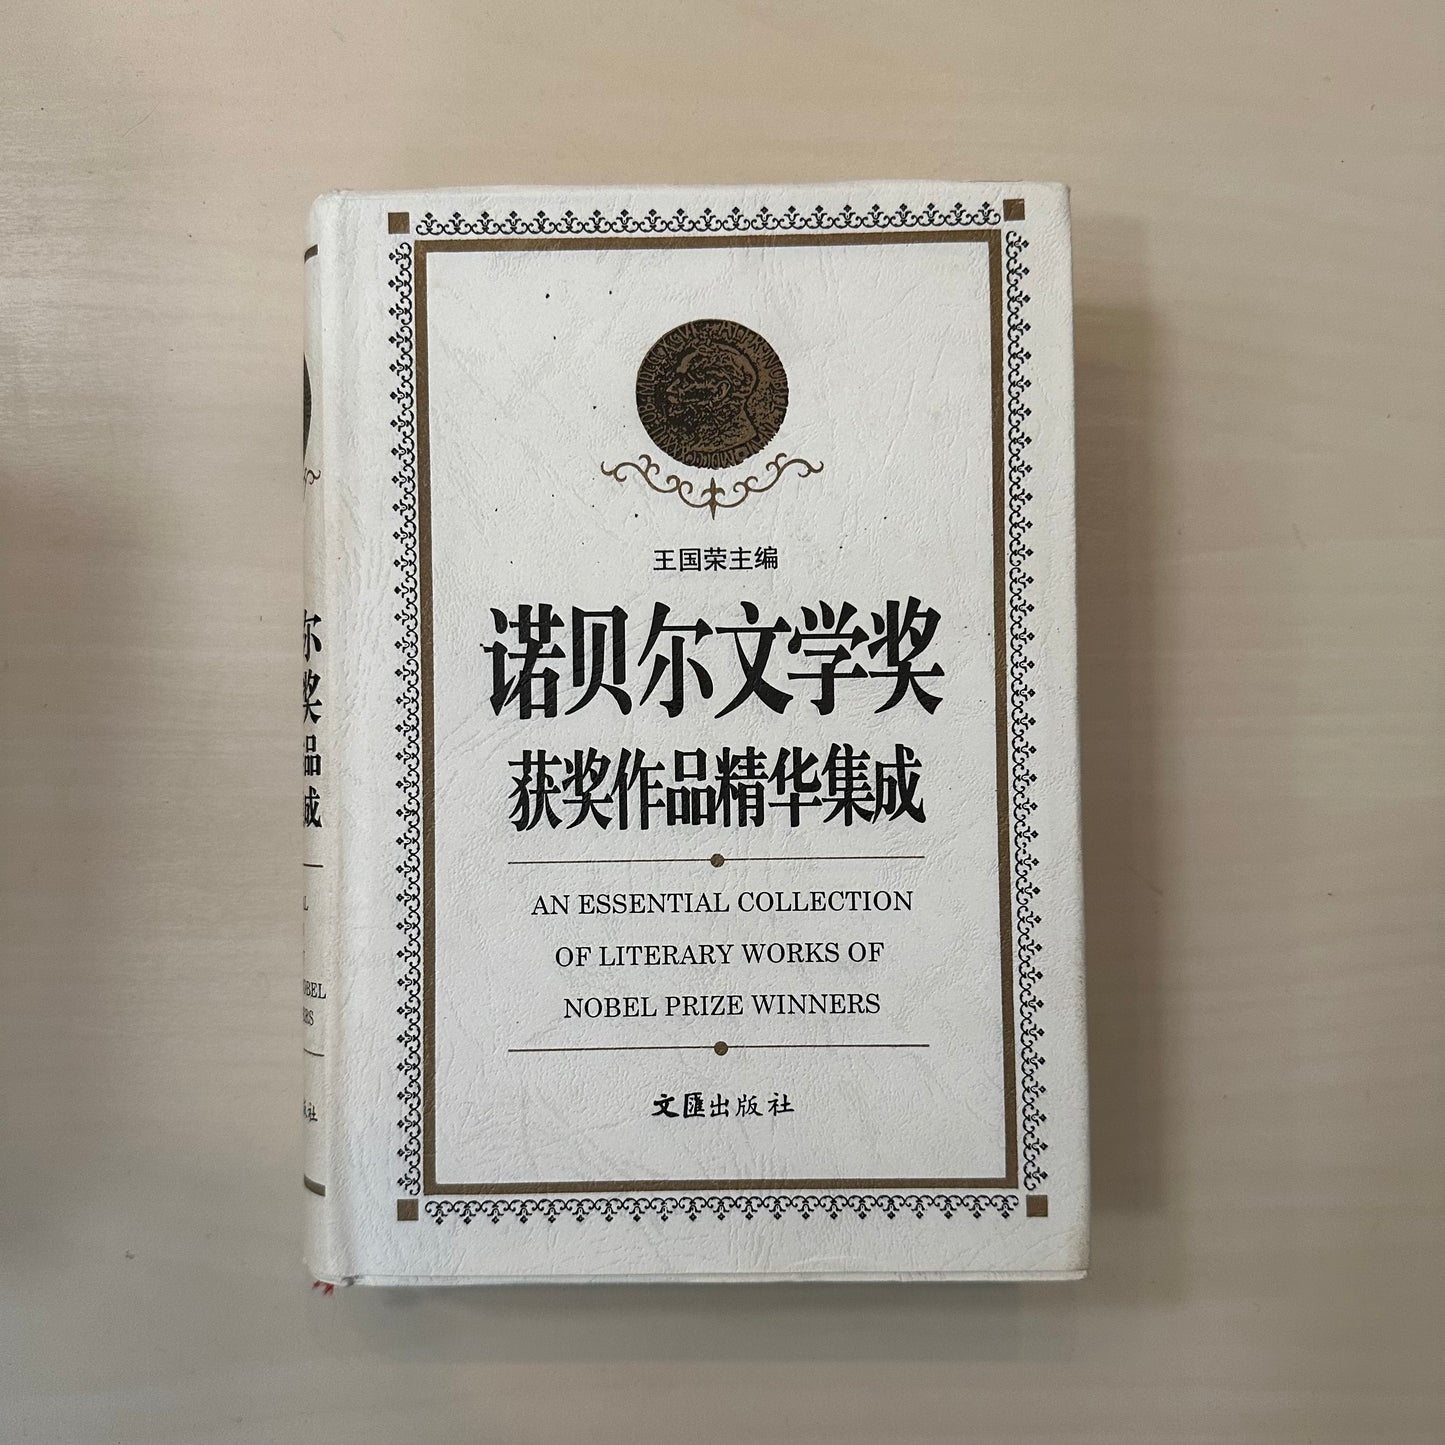 王国荣主编
诺贝尔文学奖
获奖作品精华集成
AN ESSENTIAL COLLECTION
OF LITERARY WORKS OF
NOBEL PRIZE WINNERS
文匯出版社